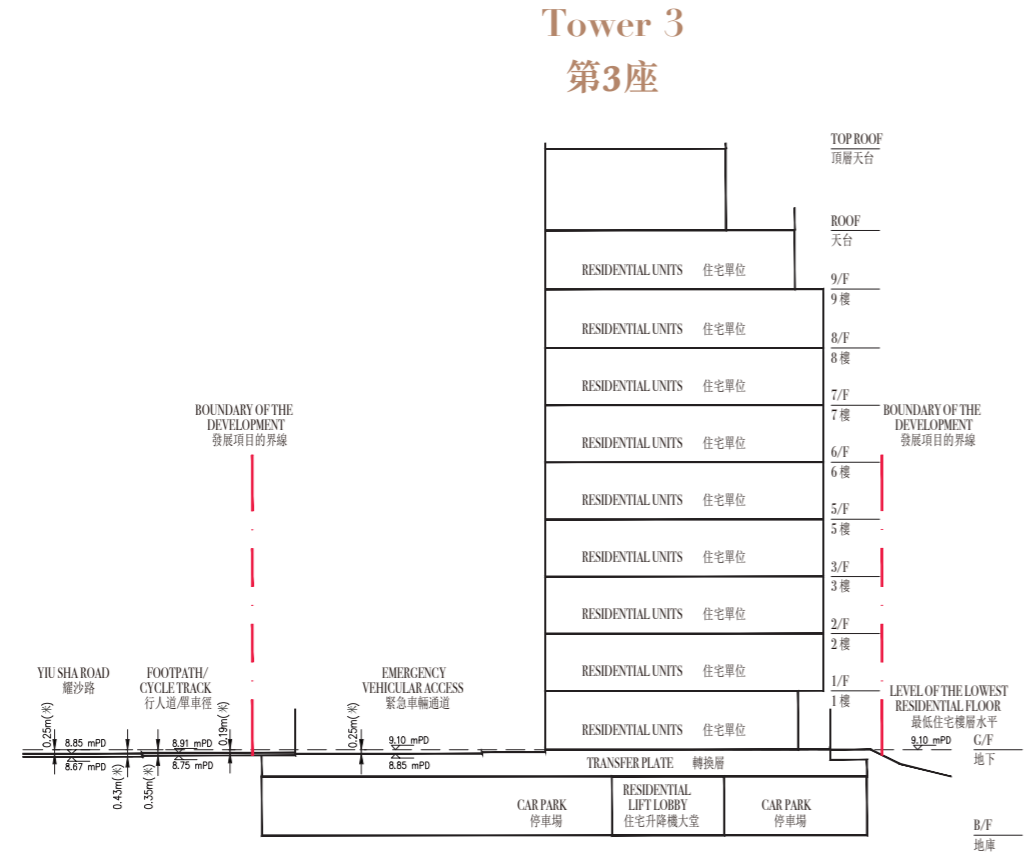 Tower 3
第3座
TOP ROOF
頂層天台
ROOF
天台
RESIDENTIAL UNITS 住宅單位
9/F
9 樓
RESIDENTIAL UNITS 住宅單位
8/F
8 樓
RESIDENTIAL UNITS 住宅單位
7/F
7 樓
RESIDENTIAL UNITS 住宅單位
6/F
6 樓
RESIDENTIAL UNITS 住宅單位
5/F
5 樓
RESIDENTIAL UNITS 住宅單位
3/F
3 樓
RESIDENTIAL UNITS 住宅單位
2/F
2 樓
RESIDENTIAL UNITS 住宅單位
1/F
1 樓
RESIDENTIAL UNITS 住宅單位
BOUNDARY OF THE
DEVELOPMENT
發展項目的界線
BOUNDARY OF THE
DEVELOPMENT
發展項目的界線
YIU SHA ROAD
耀沙路
FOOTPATH/
CYCLE TRACK
行人道/單車徑
EMERGENCY
VEHICULAR ACCESS
緊急車輛通道
LEVEL OF THE LOWEST
RESIDENTIAL FLOOR
最低住宅樓層水平
0.25m(米)
8.85 mPD
8.67 mPD
0.43m(米)
0.35m(米)
8.91 mPD
8.75 mPD
0.19m(米)
0.25m(米)
9.10 mPD
8.85 mPD
9.10 mPD
G/F
地下
TRANSFER PLATE 轉換層
CAR PARK
停車場
RESIDENTIAL
LIFT LOBBY
住宅升降機大堂
CAR PARK
停車場
B/F
地庫